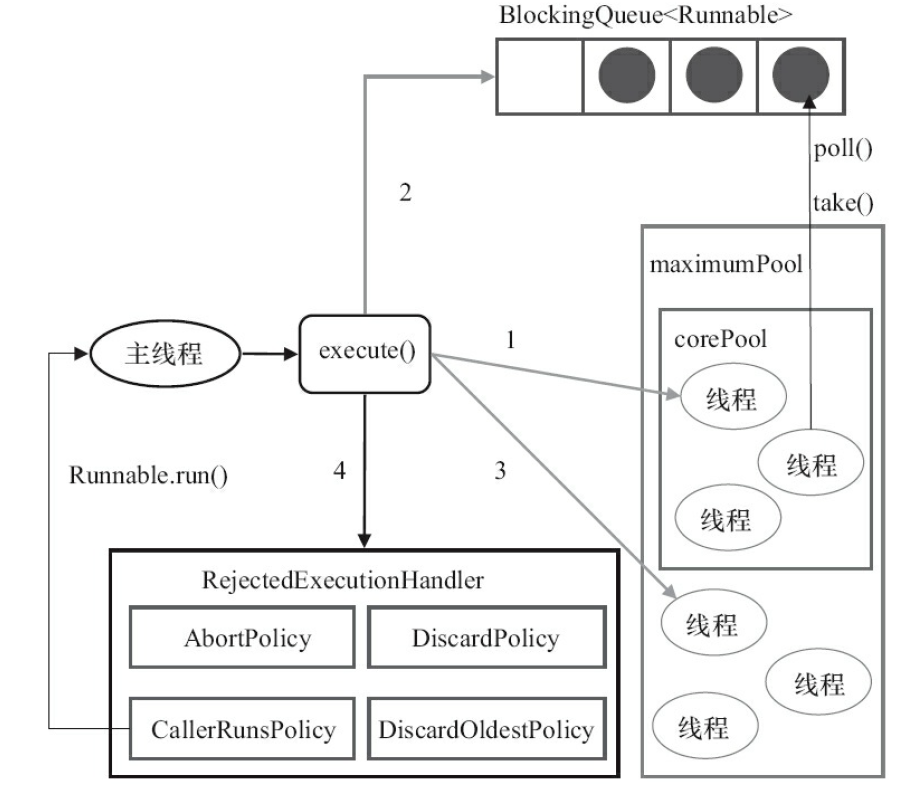 BlockingQueue<Runnable>
poll()
2
take()
maximumPool
corePool
主线程
execute()
1
线程
线程
Runnable.run()
4
3
线程
RejectedExecutionHandler
AbortPolicy
DiscardPolicy
线程
线程
CallerRunsPolicy
DiscardOldestPolicy
线程